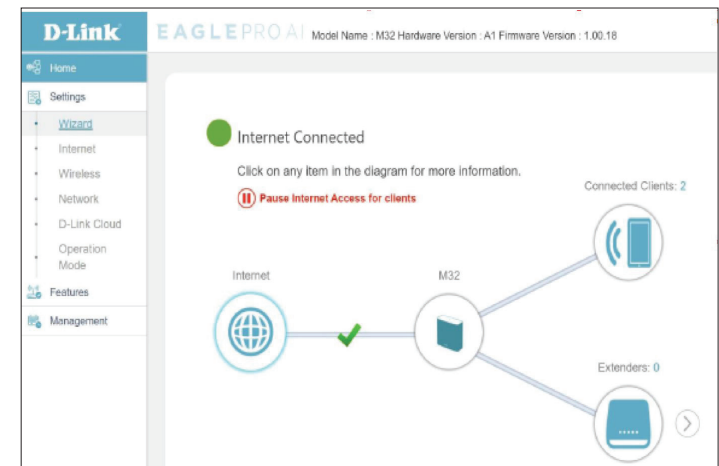 D-Link
EAGLE PRO AI Model Name : M32 Hardware Version : A1 Firmware Version : 1.00.18
Home
Settings
Wizard
Internet
Wireless
Network
D-Link Cloud
Operation
Mode
Features
Management
Internet Connected
Click on any item in the diagram for more information.
Pause Internet Access for clients
Connected Clients: 2
Internet
M32
Extenders: 0